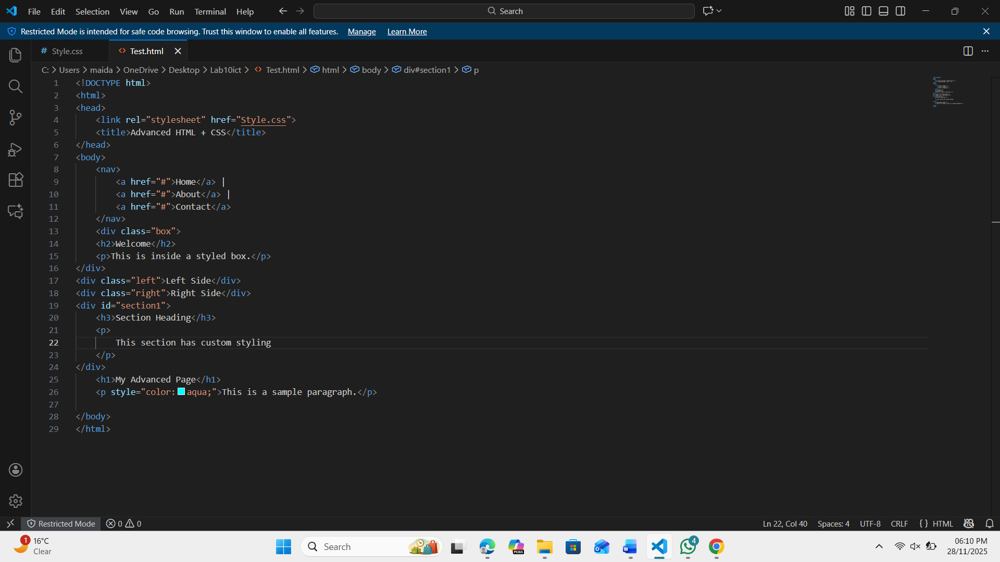 File Edit Selection View Go Run Terminal Help
Search
Restricted Mode is intended for safe code browsing. Trust this window to enable all features. Manage Learn More
# Style.css
<> Test.html
C: > Users > maida > OneDrive > Desktop > Lab10ict > <> Test.html > html > body > div#section1 > p
1 <!DOCTYPE html>
2 <html>
3 <head>
4 <link rel="stylesheet" href="Style.css">
5 <title>Advanced HTML + CSS</title>
6 </head>
7 <body>
8 <nav>
9 <a href="#">Home</a> |
10 <a href="#">About</a> |
11 <a href="#">Contact</a>
12 </nav>
13 <div class="box">
14 <h2>Welcome</h2>
15 <p>This is inside a styled box.</p>
16 </div>
17 <div class="left">Left Side</div>
18 <div class="right">Right Side</div>
19 <div id="section1">
20 <h3>Section Heading</h3>
21 <p>
22 This section has custom styling
23 </p>
24 </div>
25 <h1>My Advanced Page</h1>
26 <p style="color: aqua;">This is a sample paragraph.</p>
27
28 </body>
29 </html>
Restricted Mode 0 0
Ln 22, Col 40 Spaces: 4 UTF-8 CRLF {} HTML
1
16°C
Clear
Search
M365
W
4
06:10 PM
28/11/2025